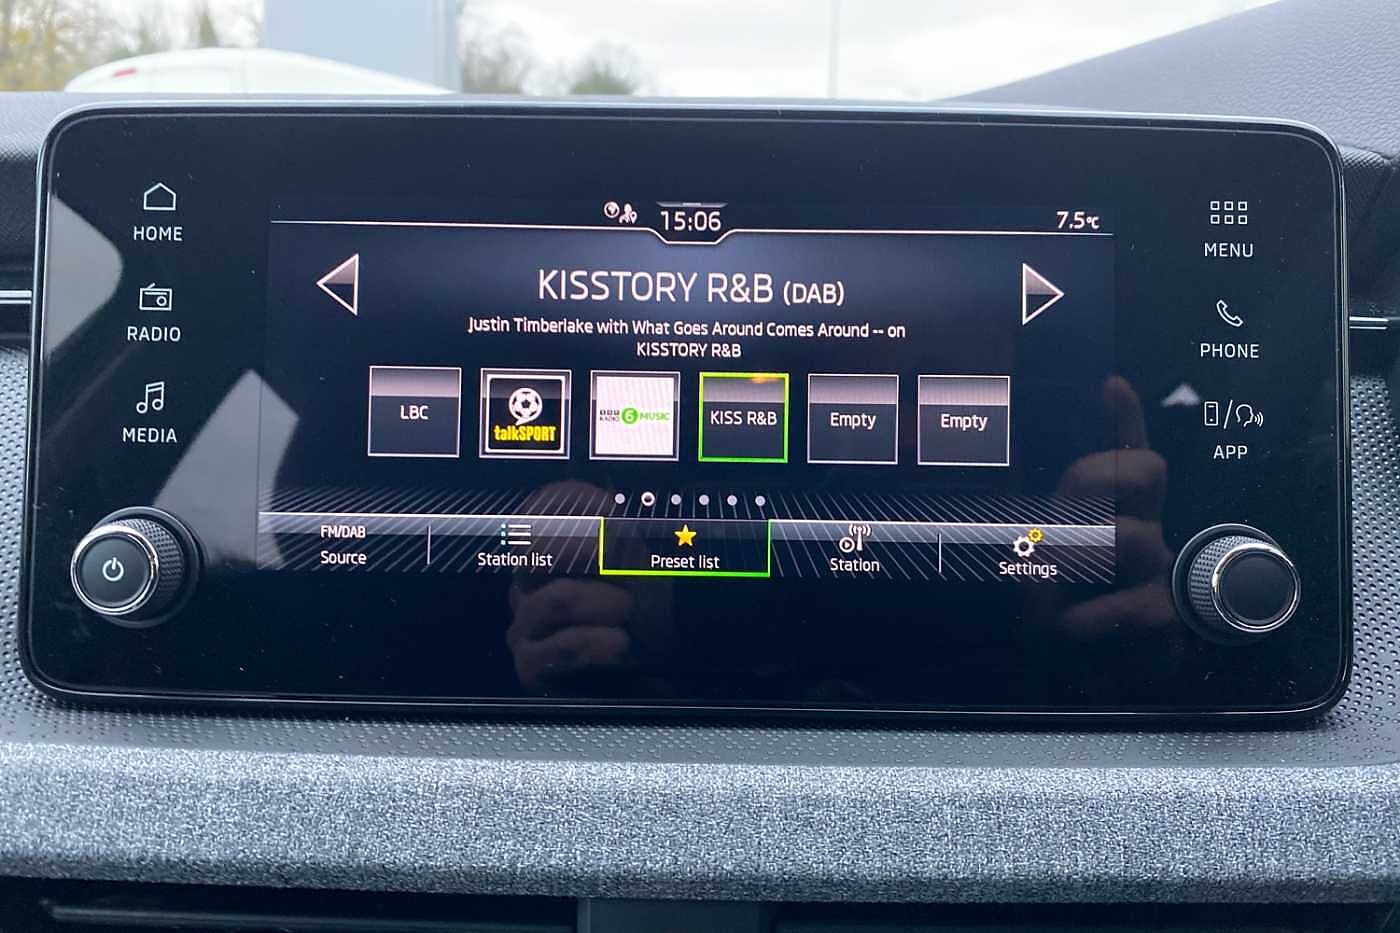 15:06
7.5°C
HOME
RADIO
MEDIA
KISSTORY R&B (DAB)
Justin Timberlake with What Goes Around Comes Around -- on
KISSTORY R&B
LBC
talkSPORT
BBC
RADIO 6 MUSIC
KISS R&B
Empty
Empty
FM/DAB
Source
Station list
Preset list
Station
Settings
MENU
PHONE
APP